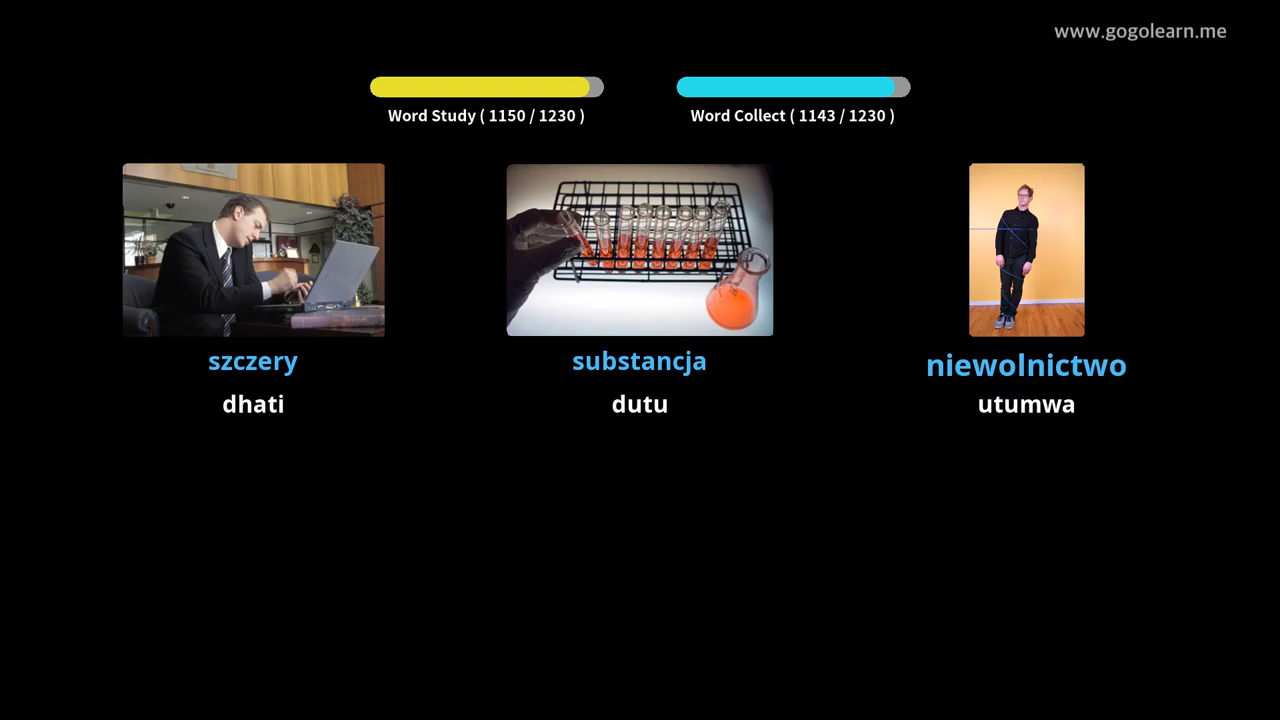 www.gogolearn.me
Word Study ( 1150 / 1230 )
Word Collect ( 1143 / 1230 )
szczery
substancja
niewolnictwo
dhati
dutu
utumwa